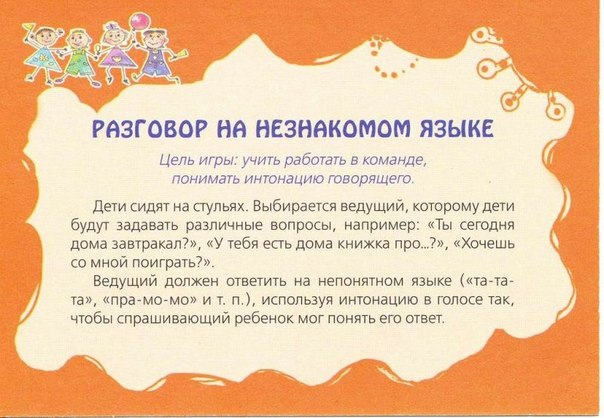 РАЗГОВОР НА НЕЗНАКОМОМ ЯЗЫКЕ
Цель игры: учить работать в команде,
понимать интонацию говорящего.
Дети сидят на стульях. Выбирается ведущий, которому дети
будут задавать различные вопросы, например: «Ты сегодня
дома завтракал?», «У тебя есть дома книжка про...?», «Хочешь
со мной поиграть?».
Ведущий должен ответить на непонятном языке («та-та-
та», «пра-мо-мо» и т. п.), используя интонацию в голосе так,
чтобы спрашивающий ребенок мог понять его ответ.